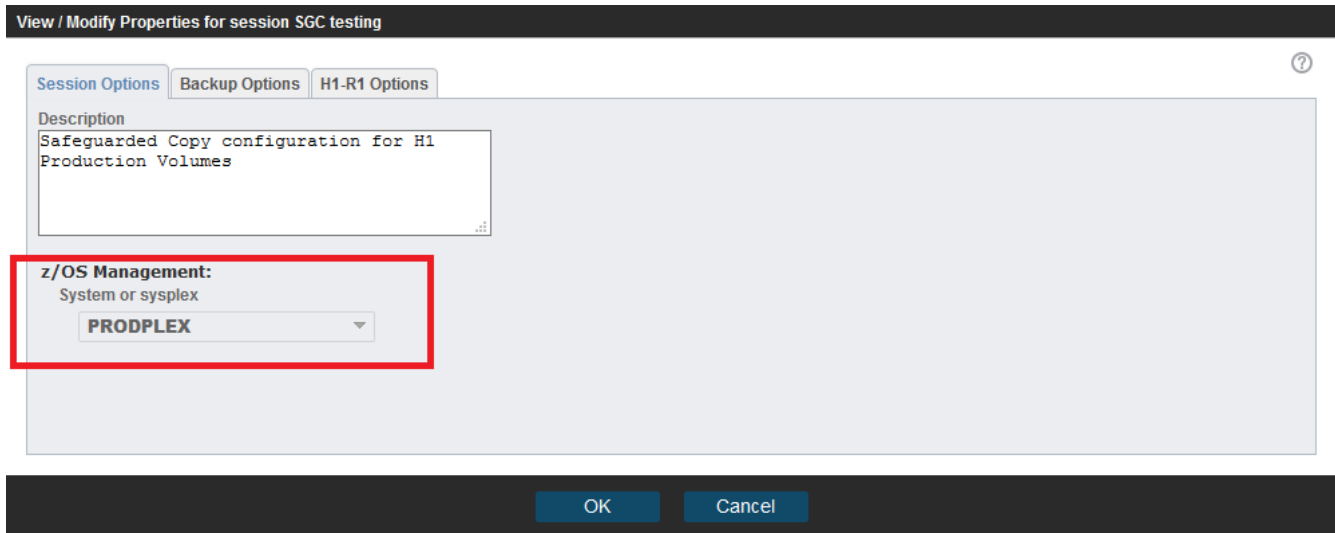 View / Modify Properties for session SGC testing
?
Session Options Backup Options H1-R1 Options
Description
Safeguarded Copy configuration for H1
Production Volumes
z/OS Management:
System or sysplex
PRODPLEX
OK Cancel